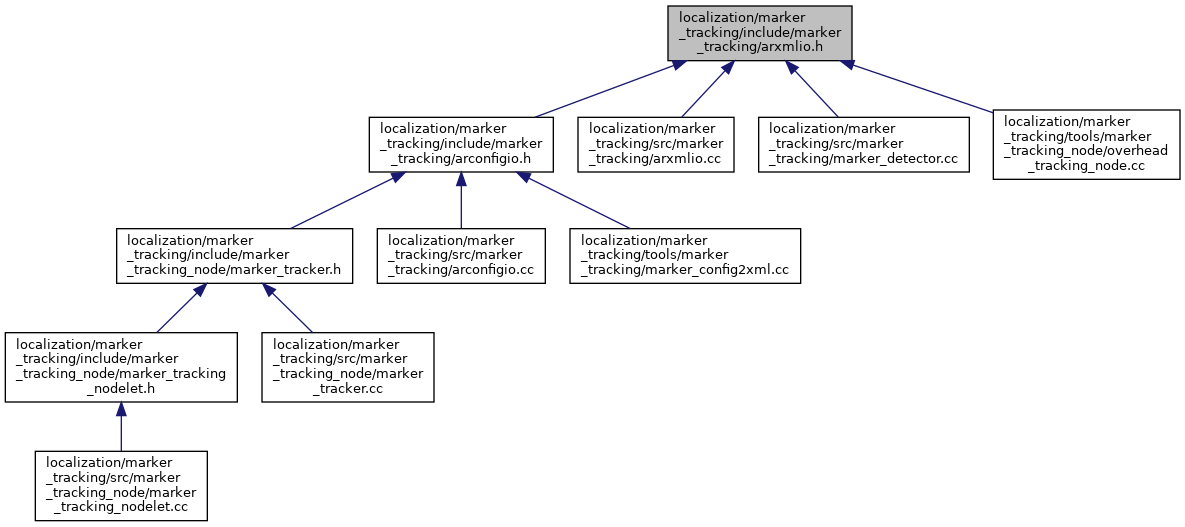 localization/marker
_tracking/include/marker
_tracking/arxmlio.h
localization/marker
_tracking/include/marker
_tracking/arconfigio.h
localization/marker
_tracking/src/marker
_tracking/arxmlio.cc
localization/marker
_tracking/src/marker
_tracking/marker_detector.cc
localization/marker
_tracking/tools/marker
_tracking_node/overhead
_tracking_node.cc
localization/marker
_tracking/include/marker
_tracking_node/marker_tracker.h
localization/marker
_tracking/src/marker
_tracking/arconfigio.cc
localization/marker
_tracking/tools/marker
_tracking/marker_config2xml.cc
localization/marker
_tracking/include/marker
_tracking_node/marker_tracking
_nodelet.h
localization/marker
_tracking/src/marker
_tracking_node/marker
_tracker.cc
localization/marker
_tracking/src/marker
_tracking_node/marker
_tracking_nodelet.cc